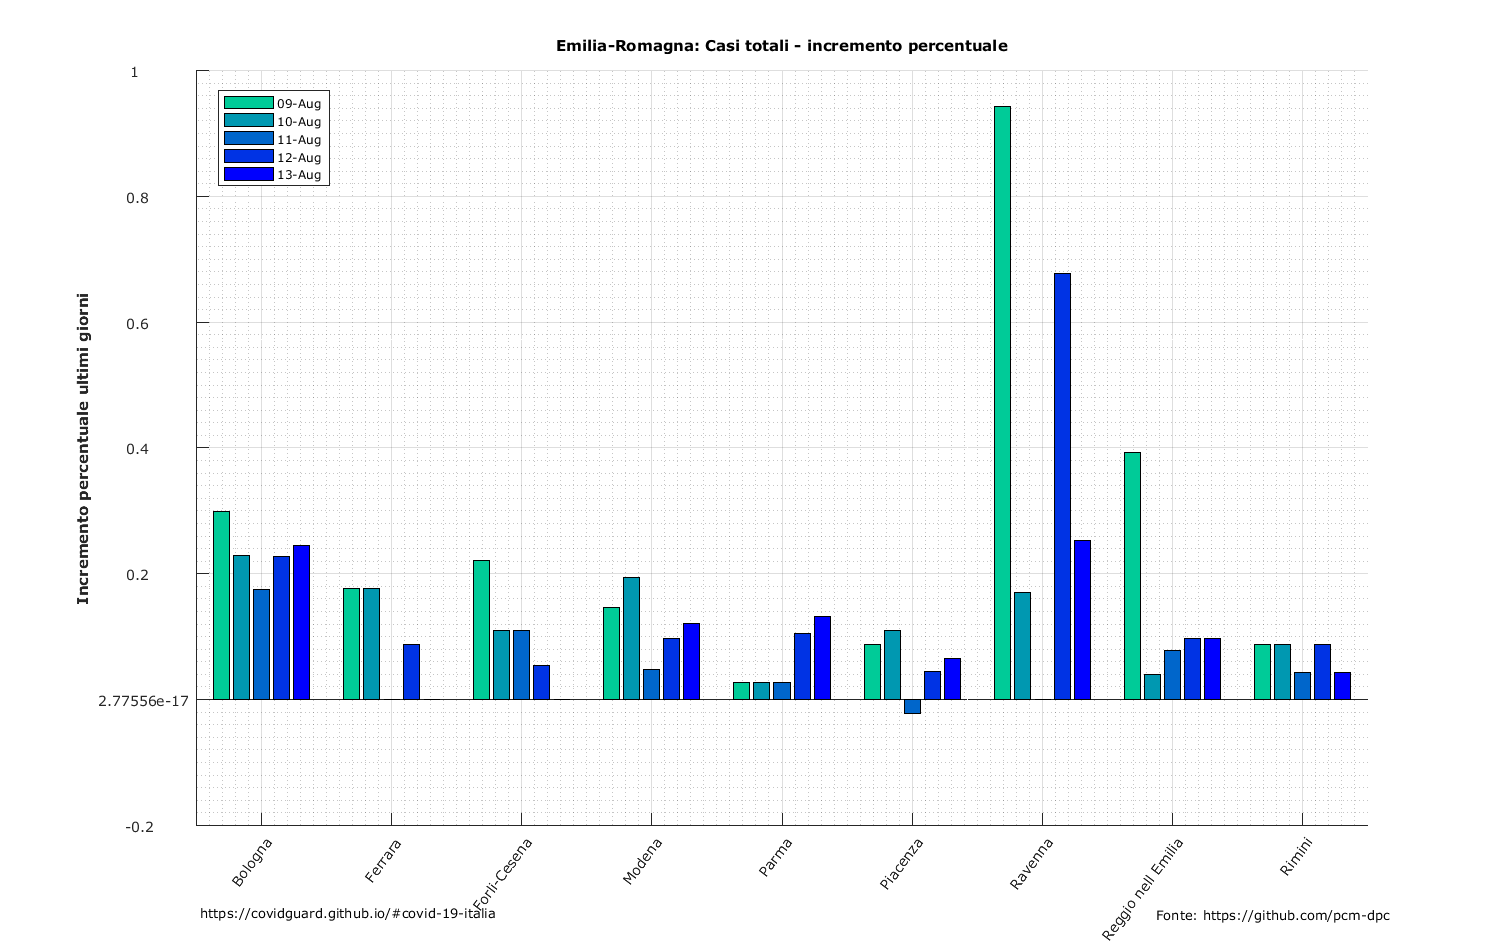 Emilia-Romagna: Casi totali - incremento percentuale
1
0.8
0.6
0.4
0.2
2.77556e-17
-0.2
Incremento percentuale ultimi giorni
09-Aug
10-Aug
11-Aug
12-Aug
13-Aug
Bologna
Ferrara
Forlì-Cesena
Modena
Parma
Piacenza
Ravenna
Reggio nell Emilia
Rimini
https://covidguard.github.io/#covid-19-italia
Fonte: https://github.com/pcm-dpc